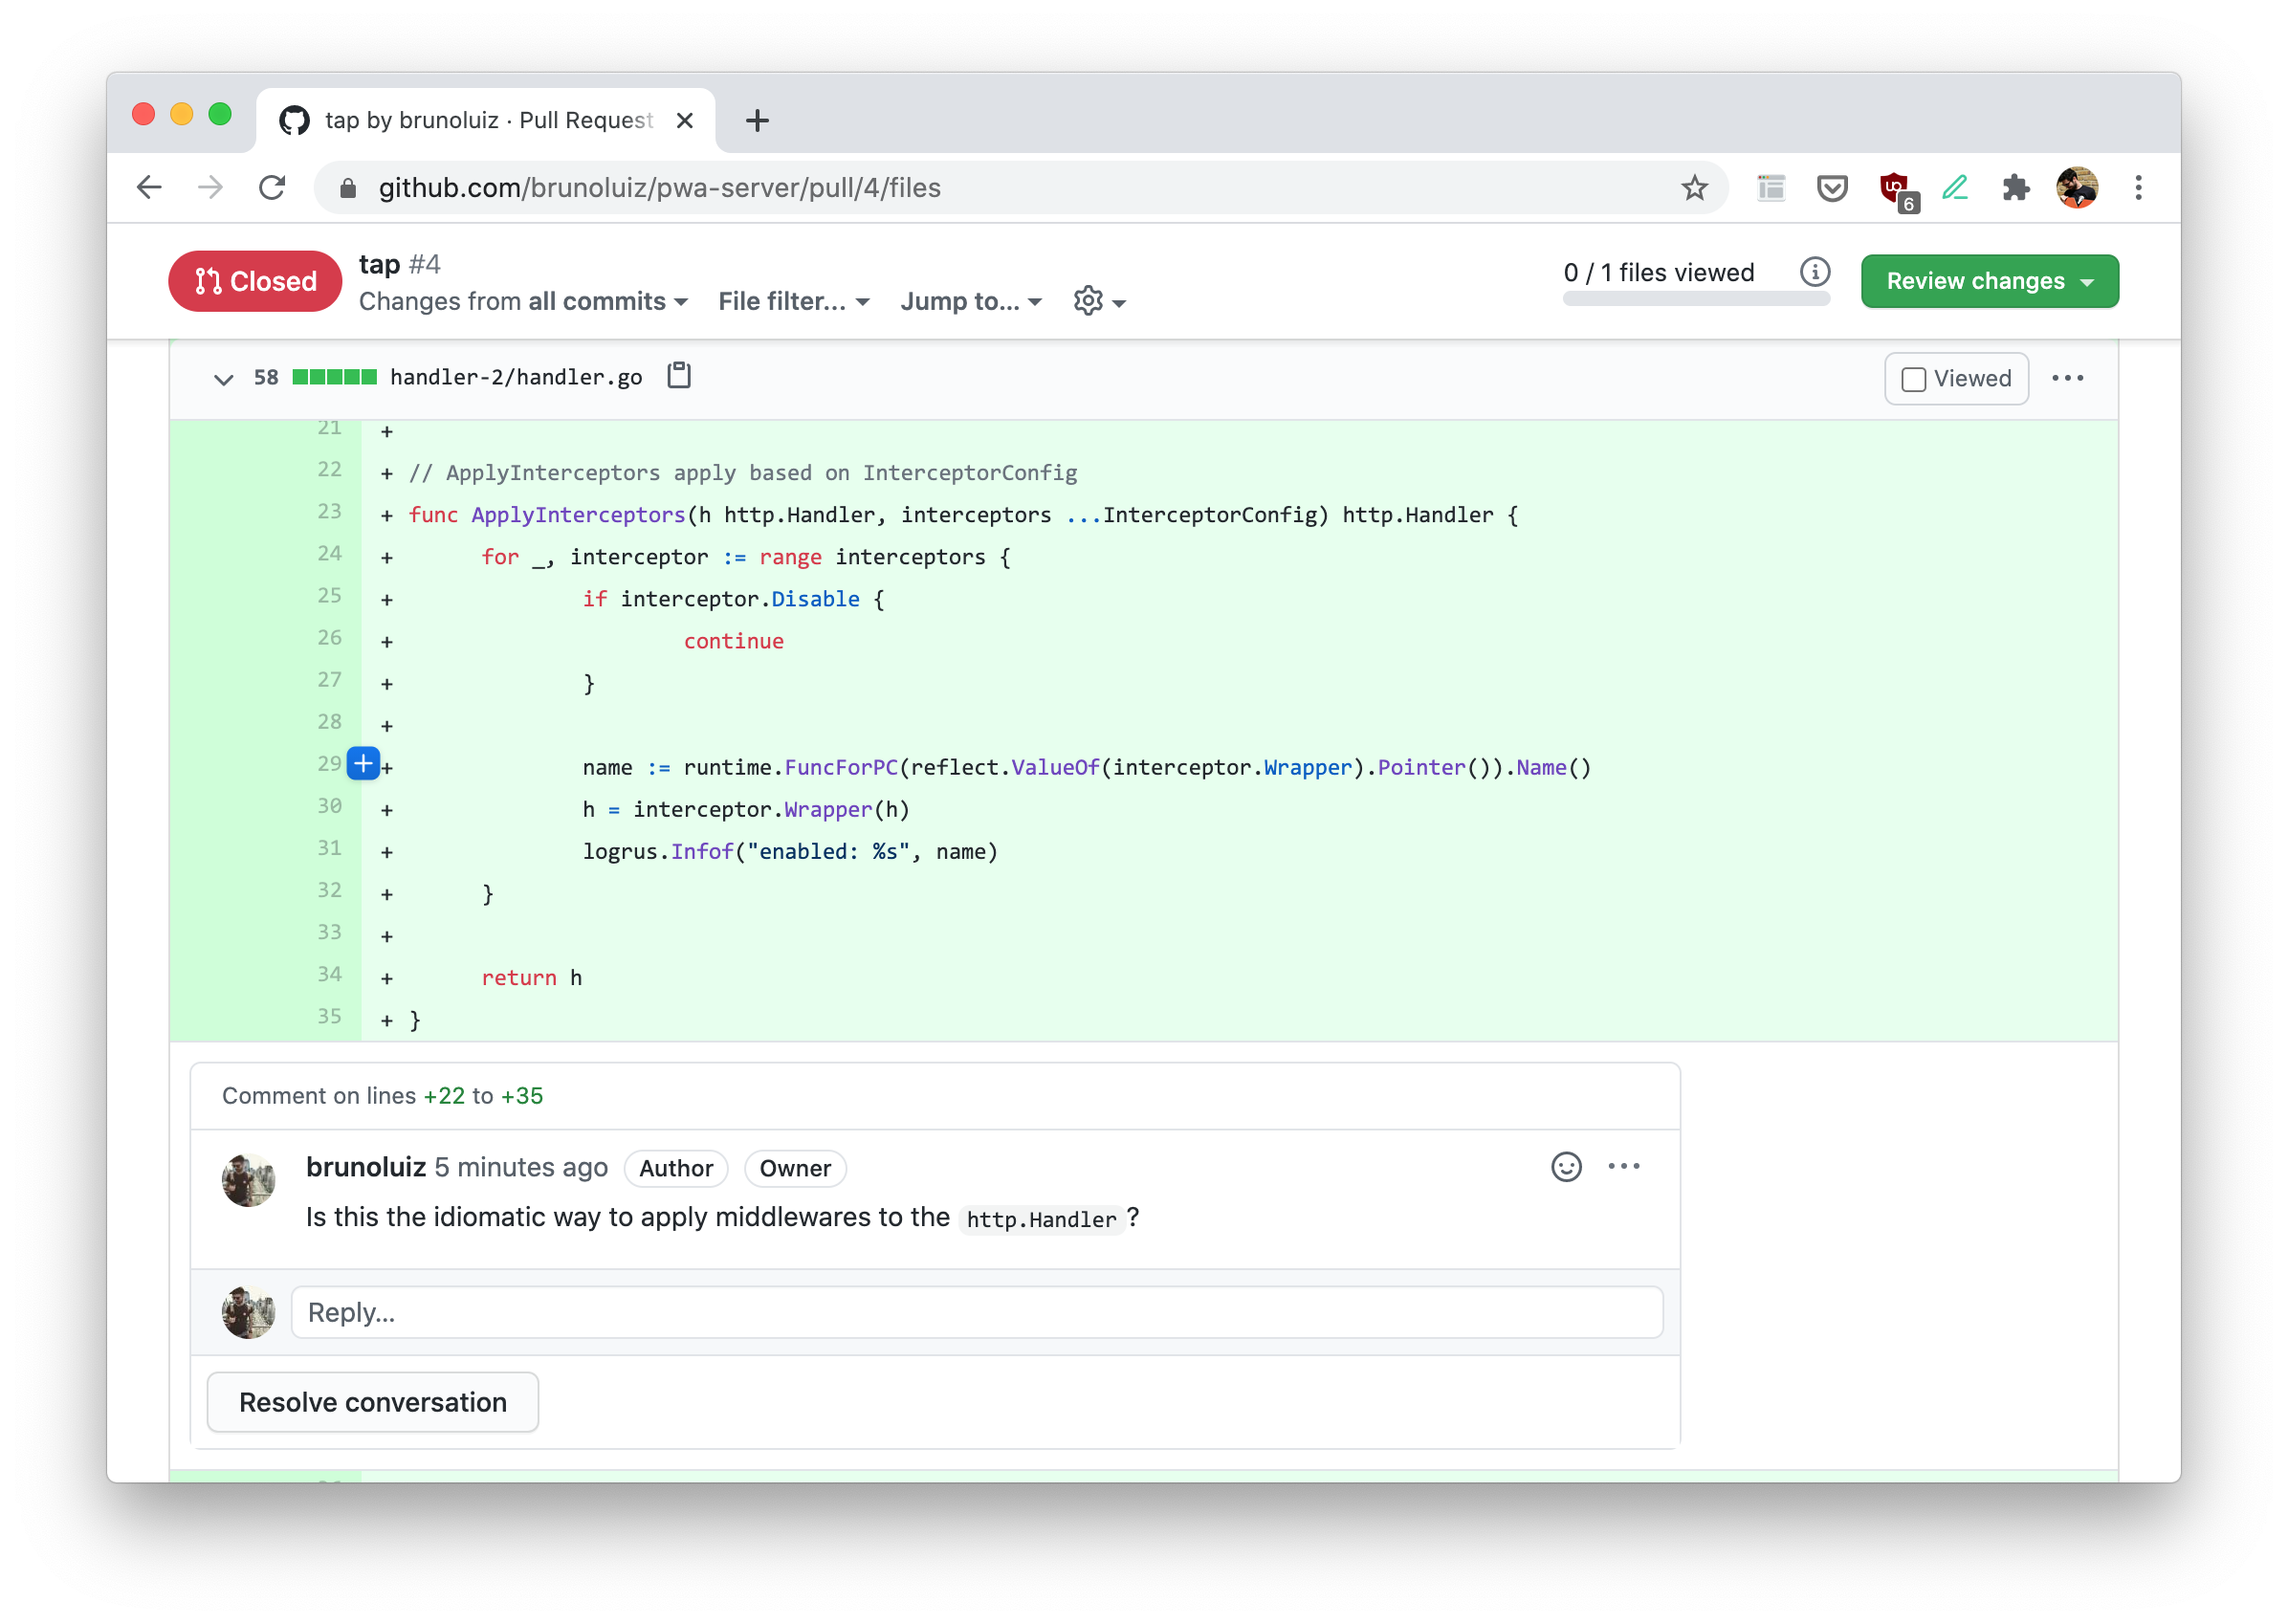 tap by brunoluiz · Pull Request
github.com/brunoluiz/pwa-server/pull/4/files
6
Closed
tap #4
Changes from all commits File filter... Jump to...
0 / 1 files viewed
Review changes
58 handler-2/handler.go
Viewed
21 +
22 + // ApplyInterceptors apply based on InterceptorConfig
23 + func ApplyInterceptors(h http.Handler, interceptors ...InterceptorConfig) http.Handler {
24 + for _, interceptor := range interceptors {
25 + if interceptor.Disable {
26 + continue
27 + }
28 +
29 + name := runtime.FuncForPC(reflect.ValueOf(interceptor.Wrapper).Pointer()).Name()
30 + h = interceptor.Wrapper(h)
31 + logrus.Infof("enabled: %s", name)
32 + }
33 +
34 + return h
35 + }
Comment on lines +22 to +35
brunoluiz 5 minutes ago Author Owner
Is this the idiomatic way to apply middlewares to the http.Handler?
Reply...
Resolve conversation